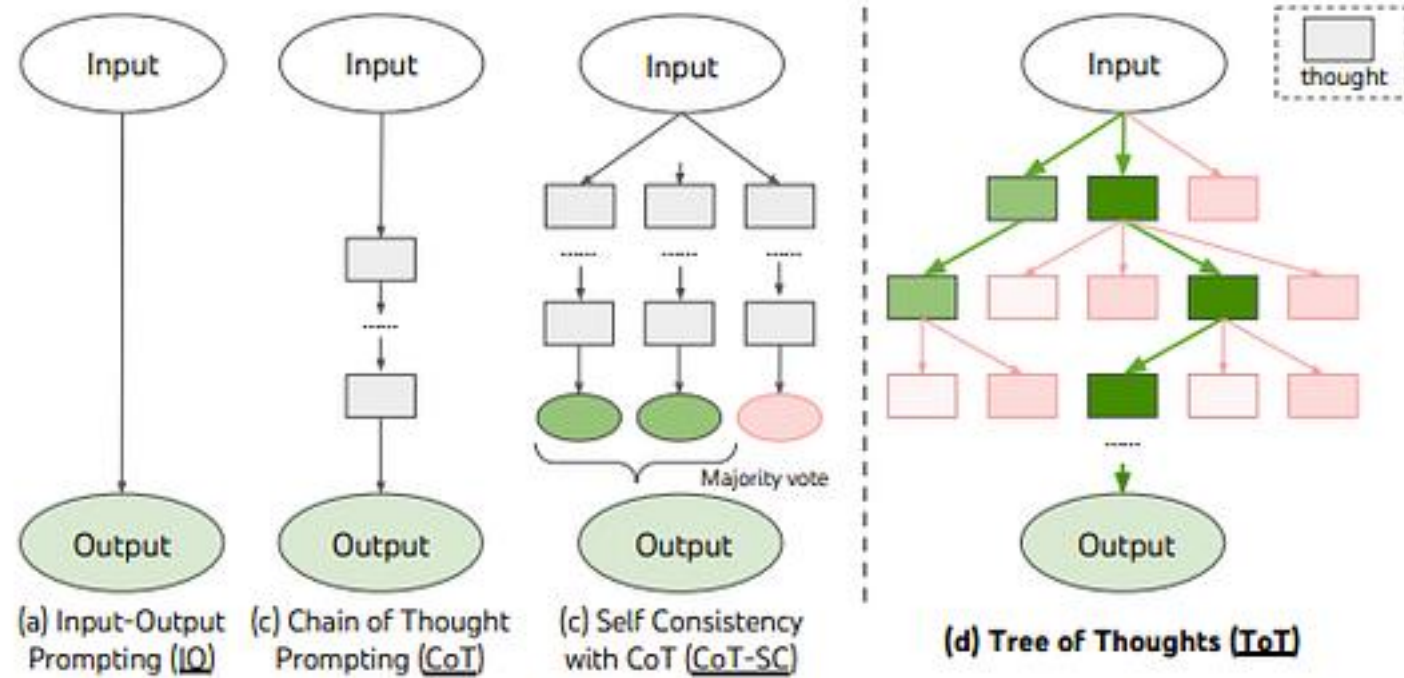 Input
Input
Input
Input
thought
......
......
......
......
......
Majority vote
Output
Output
Output
Output
(a) Input-Output
Prompting (IO)
(c) Chain of Thought
Prompting (CoT)
(c) Self Consistency
with CoT (CoT-SC)
(d) Tree of Thoughts (ToT)